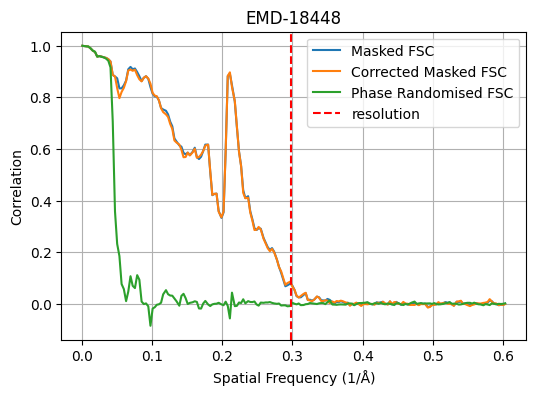 EMD-18448
Masked FSC
Corrected Masked FSC
Phase Randomised FSC
resolution
Correlation
1.0
0.8
0.6
0.4
0.2
0.0
0.0 0.1 0.2 0.3 0.4 0.5 0.6
Spatial Frequency (1/Å)